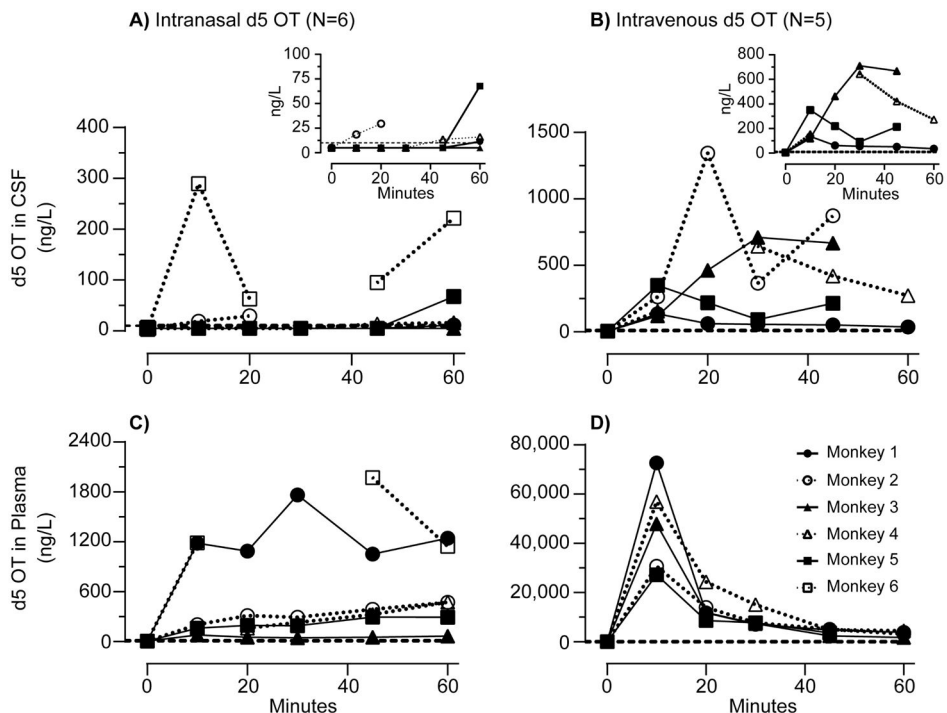 A) Intranasal d5 OT (N=6)
B) Intravenous d5 OT (N=5)
d5 OT in CSF
(ng/L)
400
300
200
100
0
0 20 40 60
ng/L
100
75
50
25
0
0 20 40 60
Minutes
1500
1000
500
0
0 20 40 60
ng/L
800
600
400
200
0
0 20 40 60
Minutes
C)
d5 OT in Plasma
(ng/L)
2400
1800
1200
600
0
0 20 40 60
Minutes
D)
80,000
60,000
40,000
20,000
0
0 20 40 60
Minutes
Monkey 1
Monkey 2
Monkey 3
Monkey 4
Monkey 5
Monkey 6